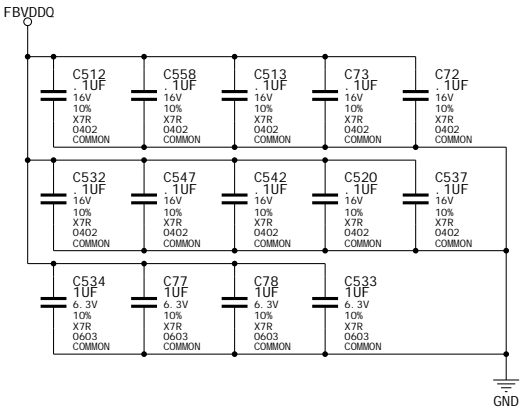 FBVDDQ
C512
.1UF
16V
10%
X7R
0402
COMMON
C558
.1UF
16V
10%
X7R
0402
COMMON
C513
.1UF
16V
10%
X7R
0402
COMMON
C73
.1UF
16V
10%
X7R
0402
COMMON
C72
.1UF
16V
10%
X7R
0402
COMMON
C532
.1UF
16V
10%
X7R
0402
COMMON
C547
.1UF
16V
10%
X7R
0402
COMMON
C542
.1UF
16V
10%
X7R
0402
COMMON
C520
.1UF
16V
10%
X7R
0402
COMMON
C537
.1UF
16V
10%
X7R
0402
COMMON
C534
1UF
6.3V
10%
X7R
0603
COMMON
C77
1UF
6.3V
10%
X7R
0603
COMMON
C78
1UF
6.3V
10%
X7R
0603
COMMON
C533
1UF
6.3V
10%
X7R
0603
COMMON
GND